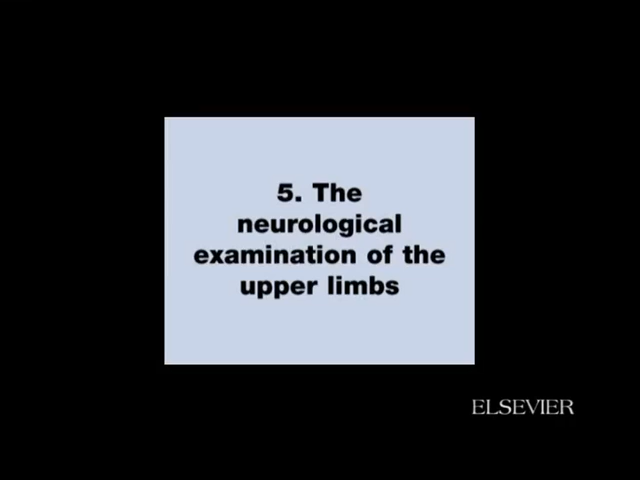 5. The
neurological
examination of the
upper limbs
ELSEVIER